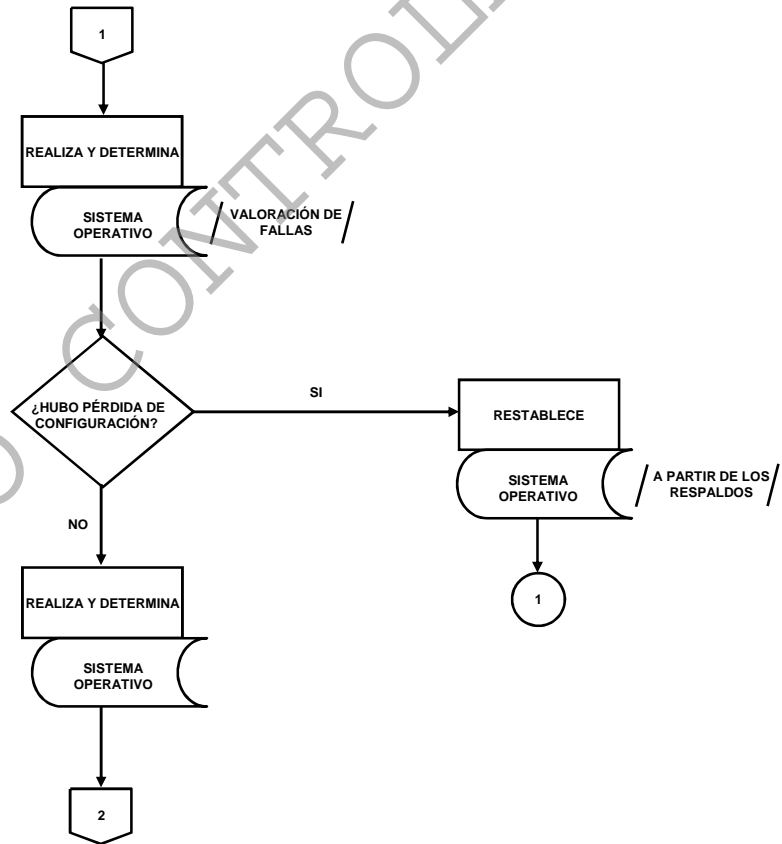 1
REALIZA Y DETERMINA
SISTEMA
OPERATIVO
/ VALORACIÓN DE /
FALLAS
¿HUBO PÉRDIDA DE
CONFIGURACIÓN?
SI
RESTABLECE
SISTEMA
OPERATIVO
/ A PARTIR DE LOS /
RESPALDOS
1
NO
REALIZA Y DETERMINA
SISTEMA
OPERATIVO
2
O CONTROL